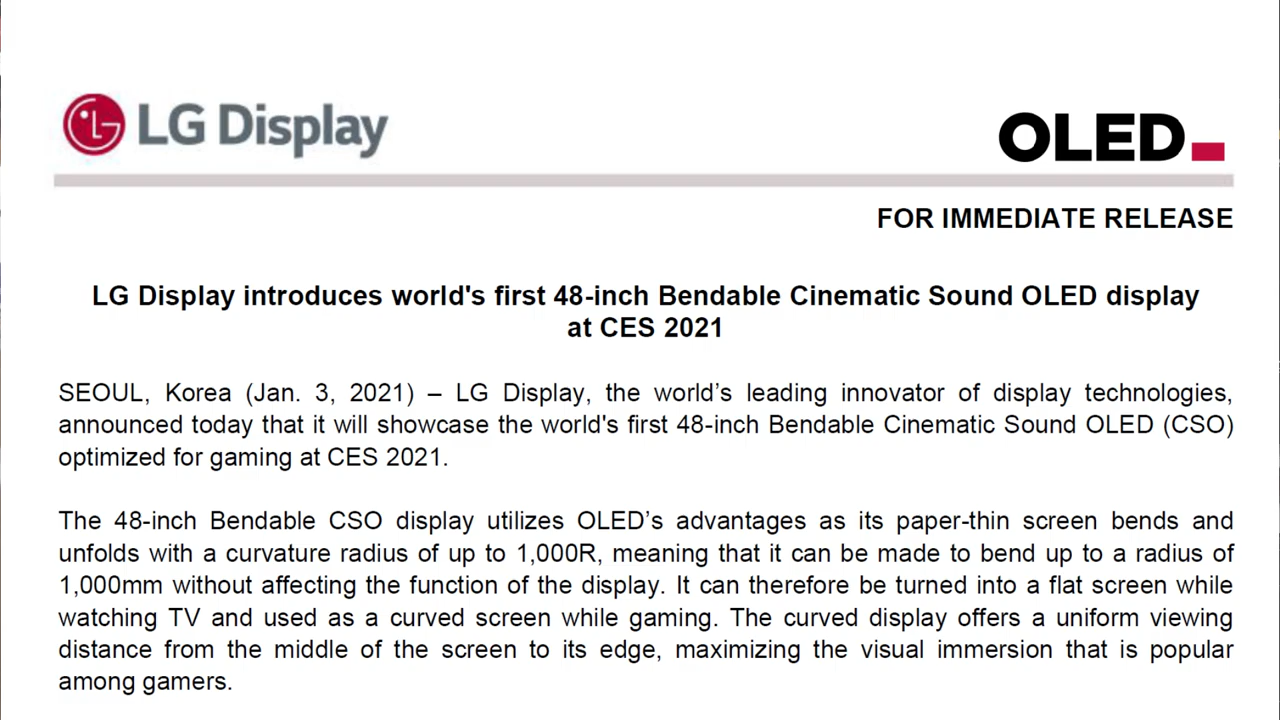 LG Display
OLED
FOR IMMEDIATE RELEASE
LG Display introduces world's first 48-inch Bendable Cinematic Sound OLED display
at CES 2021
SEOUL, Korea (Jan. 3, 2021) – LG Display, the world’s leading innovator of display technologies,
announced today that it will showcase the world's first 48-inch Bendable Cinematic Sound OLED (CSO)
optimized for gaming at CES 2021.
The 48-inch Bendable CSO display utilizes OLED’s advantages as its paper-thin screen bends and
unfolds with a curvature radius of up to 1,000R, meaning that it can be made to bend up to a radius of
1,000mm without affecting the function of the display. It can therefore be turned into a flat screen while
watching TV and used as a curved screen while gaming. The curved display offers a uniform viewing
distance from the middle of the screen to its edge, maximizing the visual immersion that is popular
among gamers.